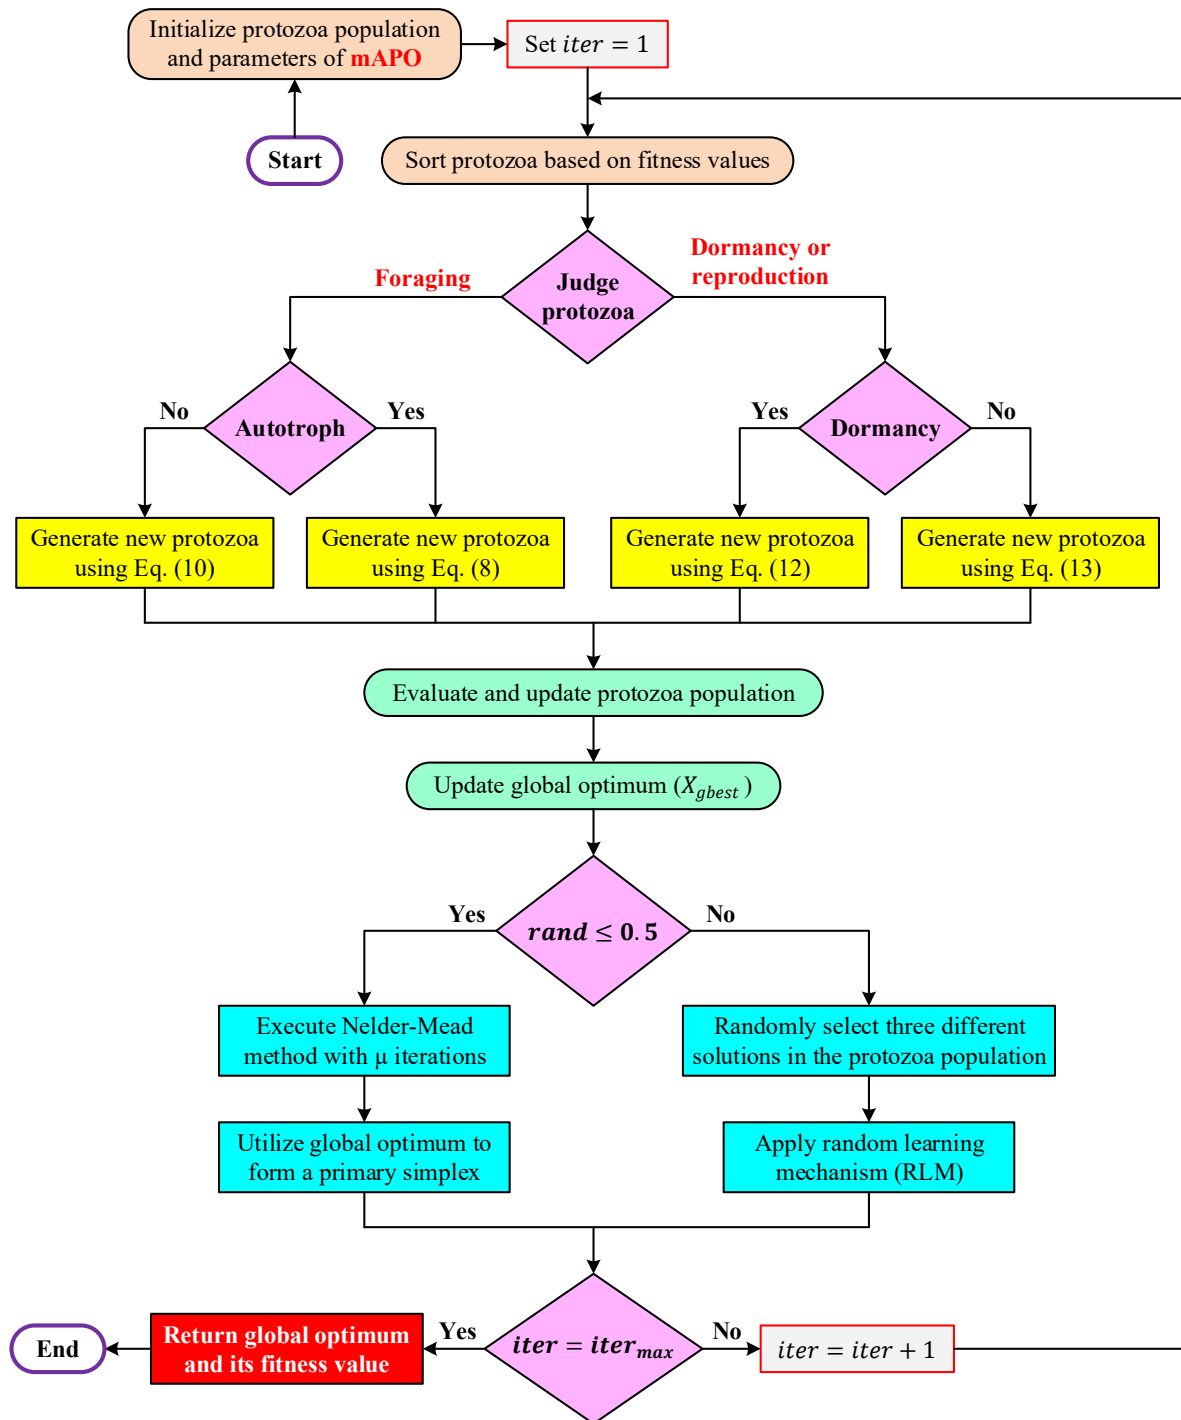 Initialize protozoa population
and parameters of mAPO
Set iter = 1
Start
Sort protozoa based on fitness values
Foraging
Dormancy or
reproduction
Judge
protozoa
No
Autotroph
Yes
Yes
Dormancy
No
Generate new protozoa
using Eq. (10)
Generate new protozoa
using Eq. (8)
Generate new protozoa
using Eq. (12)
Generate new protozoa
using Eq. (13)
Evaluate and update protozoa population
Update global optimum (X_gbest)
Yes
rand ≤ 0.5
No
Execute Nelder-Mead
method with μ iterations
Randomly select three different
solutions in the protozoa population
Utilize global optimum to
form a primary simplex
Apply random learning
mechanism (RLM)
End
Return global optimum
and its fitness value
Yes
iter = iter_max
No
iter = iter + 1